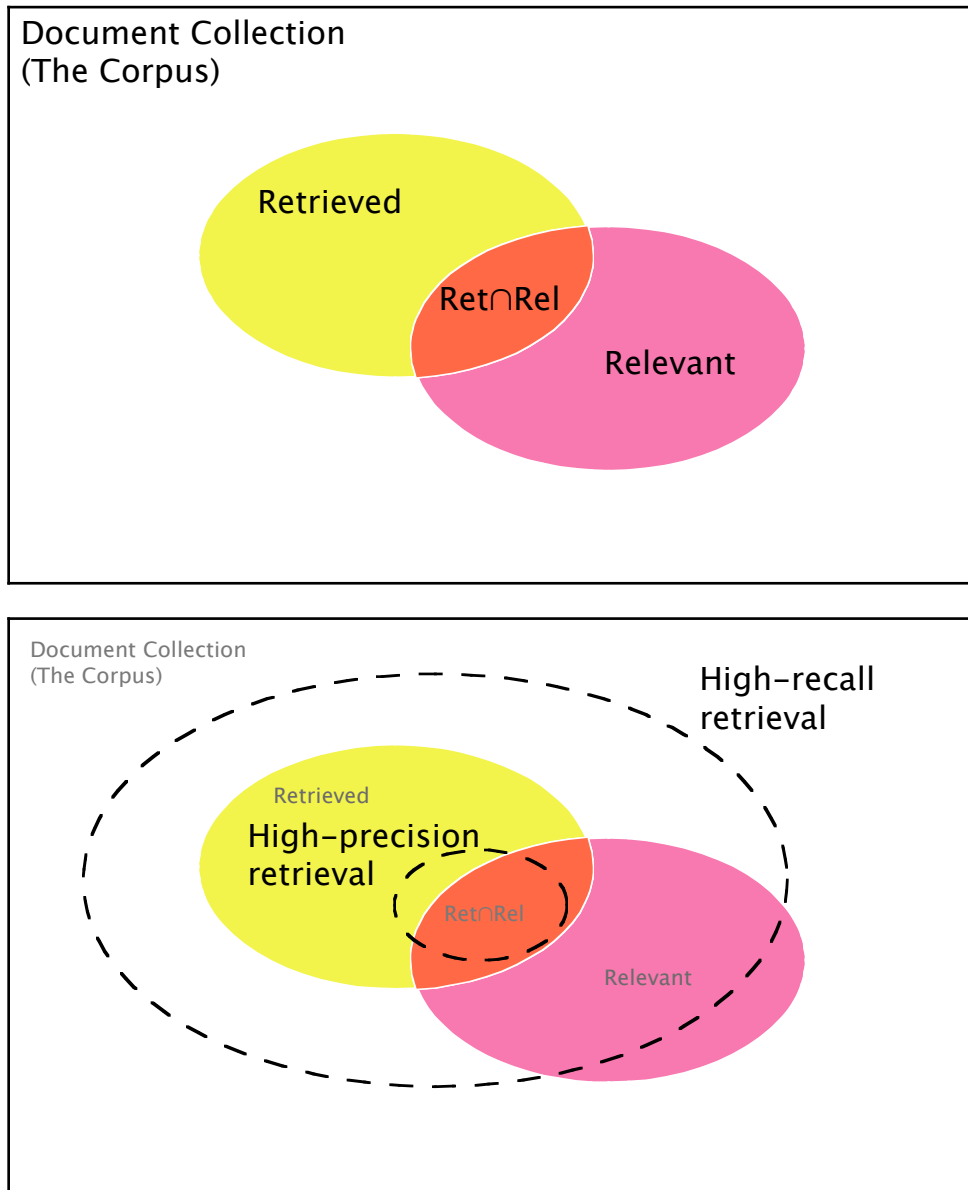 Document Collection
(The Corpus)
Retrieved
Ret∩Rel
Relevant
Document Collection
(The Corpus)
High-recall
retrieval
Retrieved
High-precision
retrieval
Ret∩Rel
Relevant